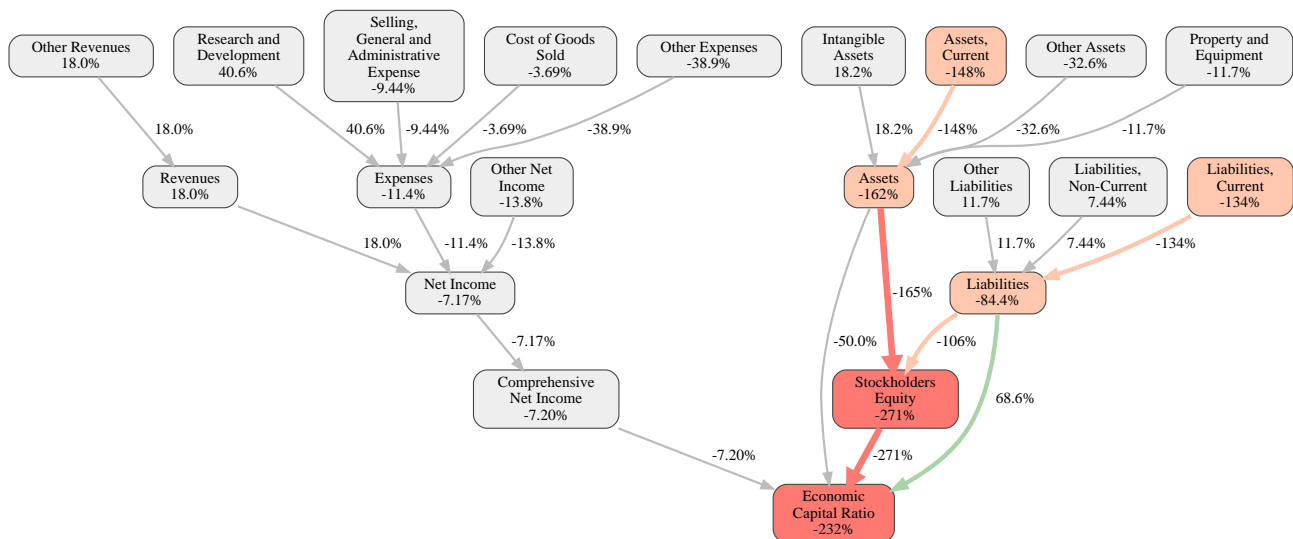 Other Revenues
18.0%
Research and
Development
40.6%
Selling,
General and
Administrative
Expense
-9.44%
Cost of Goods
Sold
-3.69%
Other Expenses
-38.9%
Intangible
Assets
18.2%
Assets,
Current
-148%
Other Assets
-32.6%
Property and
Equipment
-11.7%
18.0%
40.6%
-9.44%
-3.69%
-38.9%
18.2%
-148%
-32.6%
-11.7%
Revenues
18.0%
Expenses
-11.4%
Other Net
Income
-13.8%
Assets
-162%
Other
Liabilities
11.7%
Liabilities,
Non-Current
7.44%
Liabilities,
Current
-134%
18.0%
-11.4%
-13.8%
11.7%
7.44%
-134%
Net Income
-7.17%
-165%
Liabilities
-84.4%
-7.17%
-50.0%
-106%
Comprehensive
Net Income
-7.20%
Stockholders
Equity
-271%
68.6%
-7.20%
-271%
Economic
Capital Ratio
-232%